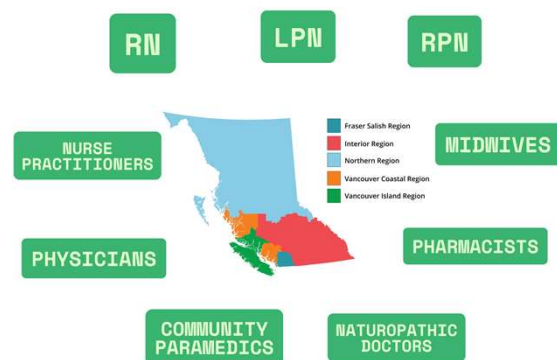 RN
LPN
RPN
NURSE
PRACTITIONERS
Fraser Salish Region
Interior Region
Northern Region
Vancouver Coastal Region
Vancouver Island Region
MIDWIVES
PHYSICIANS
PHARMACISTS
COMMUNITY
PARAMEDICS
NATUROPATHIC
DOCTORS